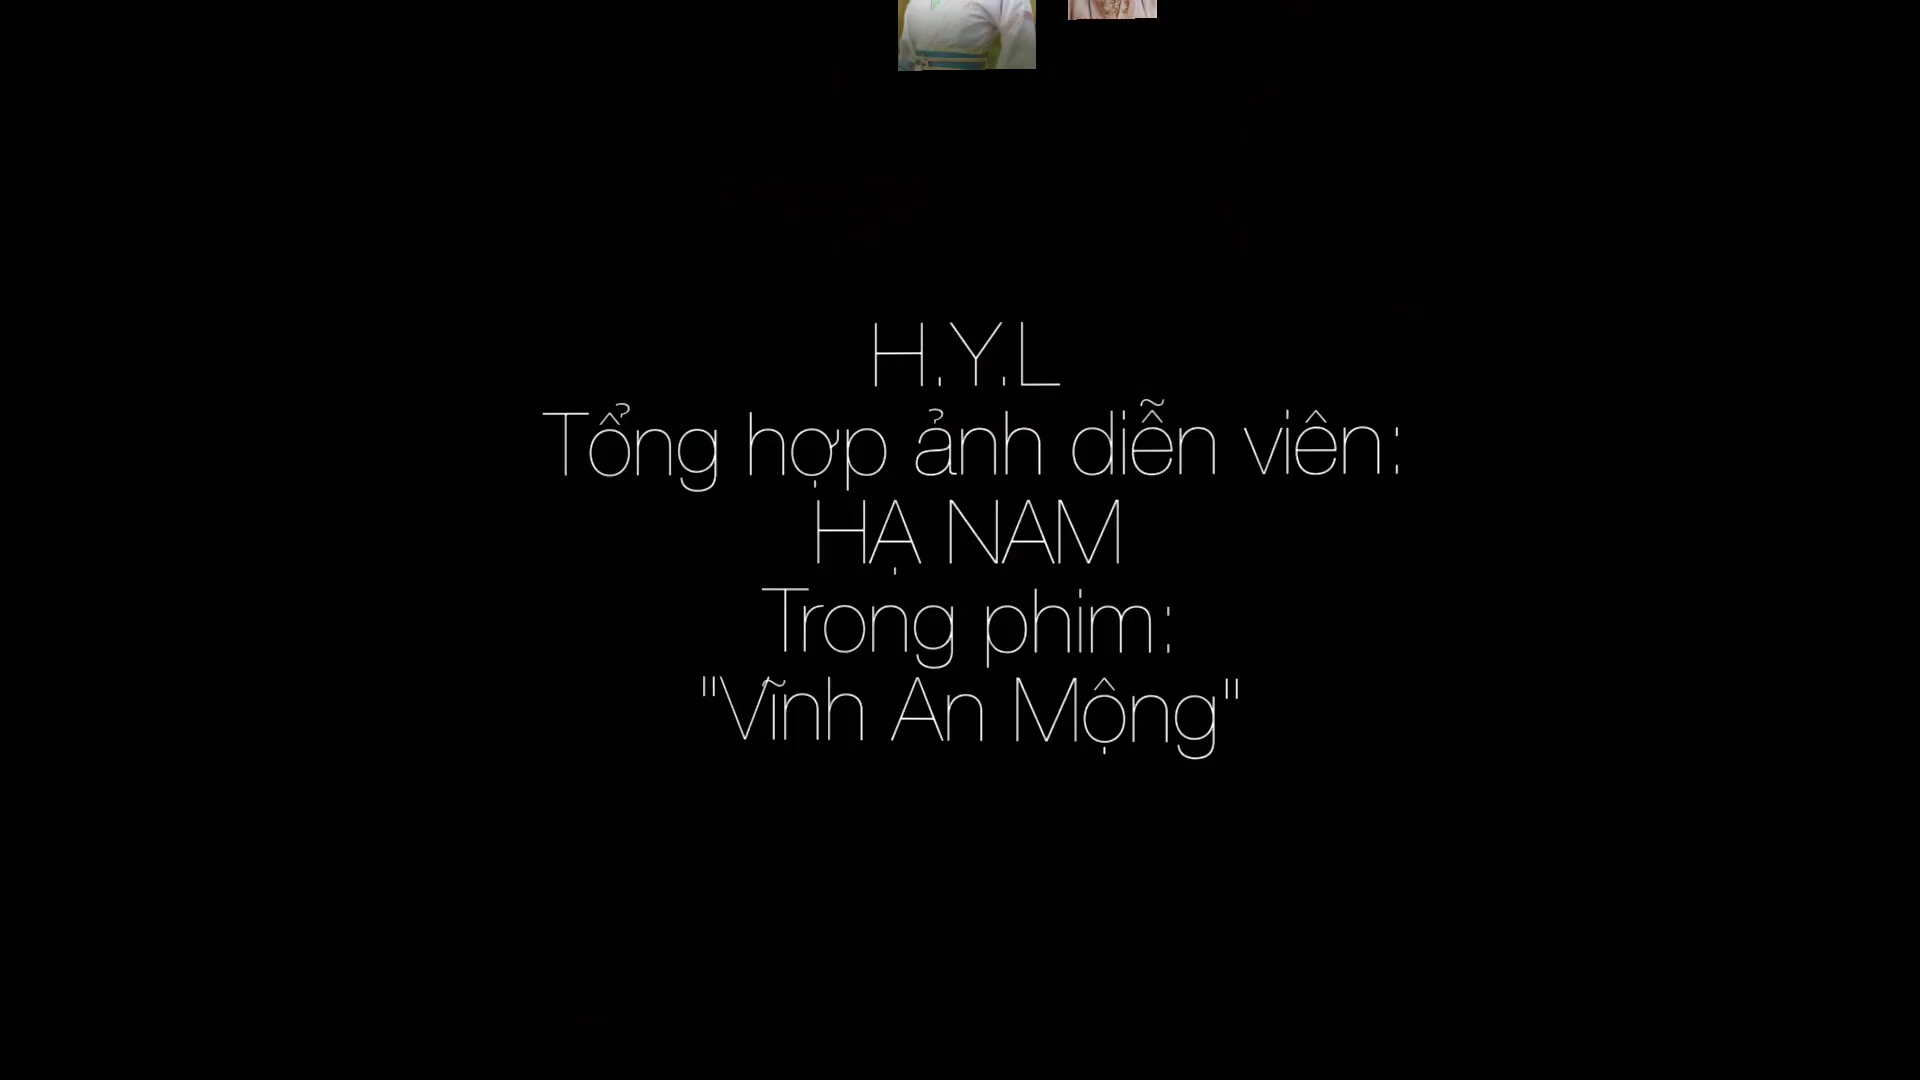 H.Y.L
Tổng hợp ảnh diễn viên:
HẠ NAM
Trong phim:
"Vĩnh An Mộng"